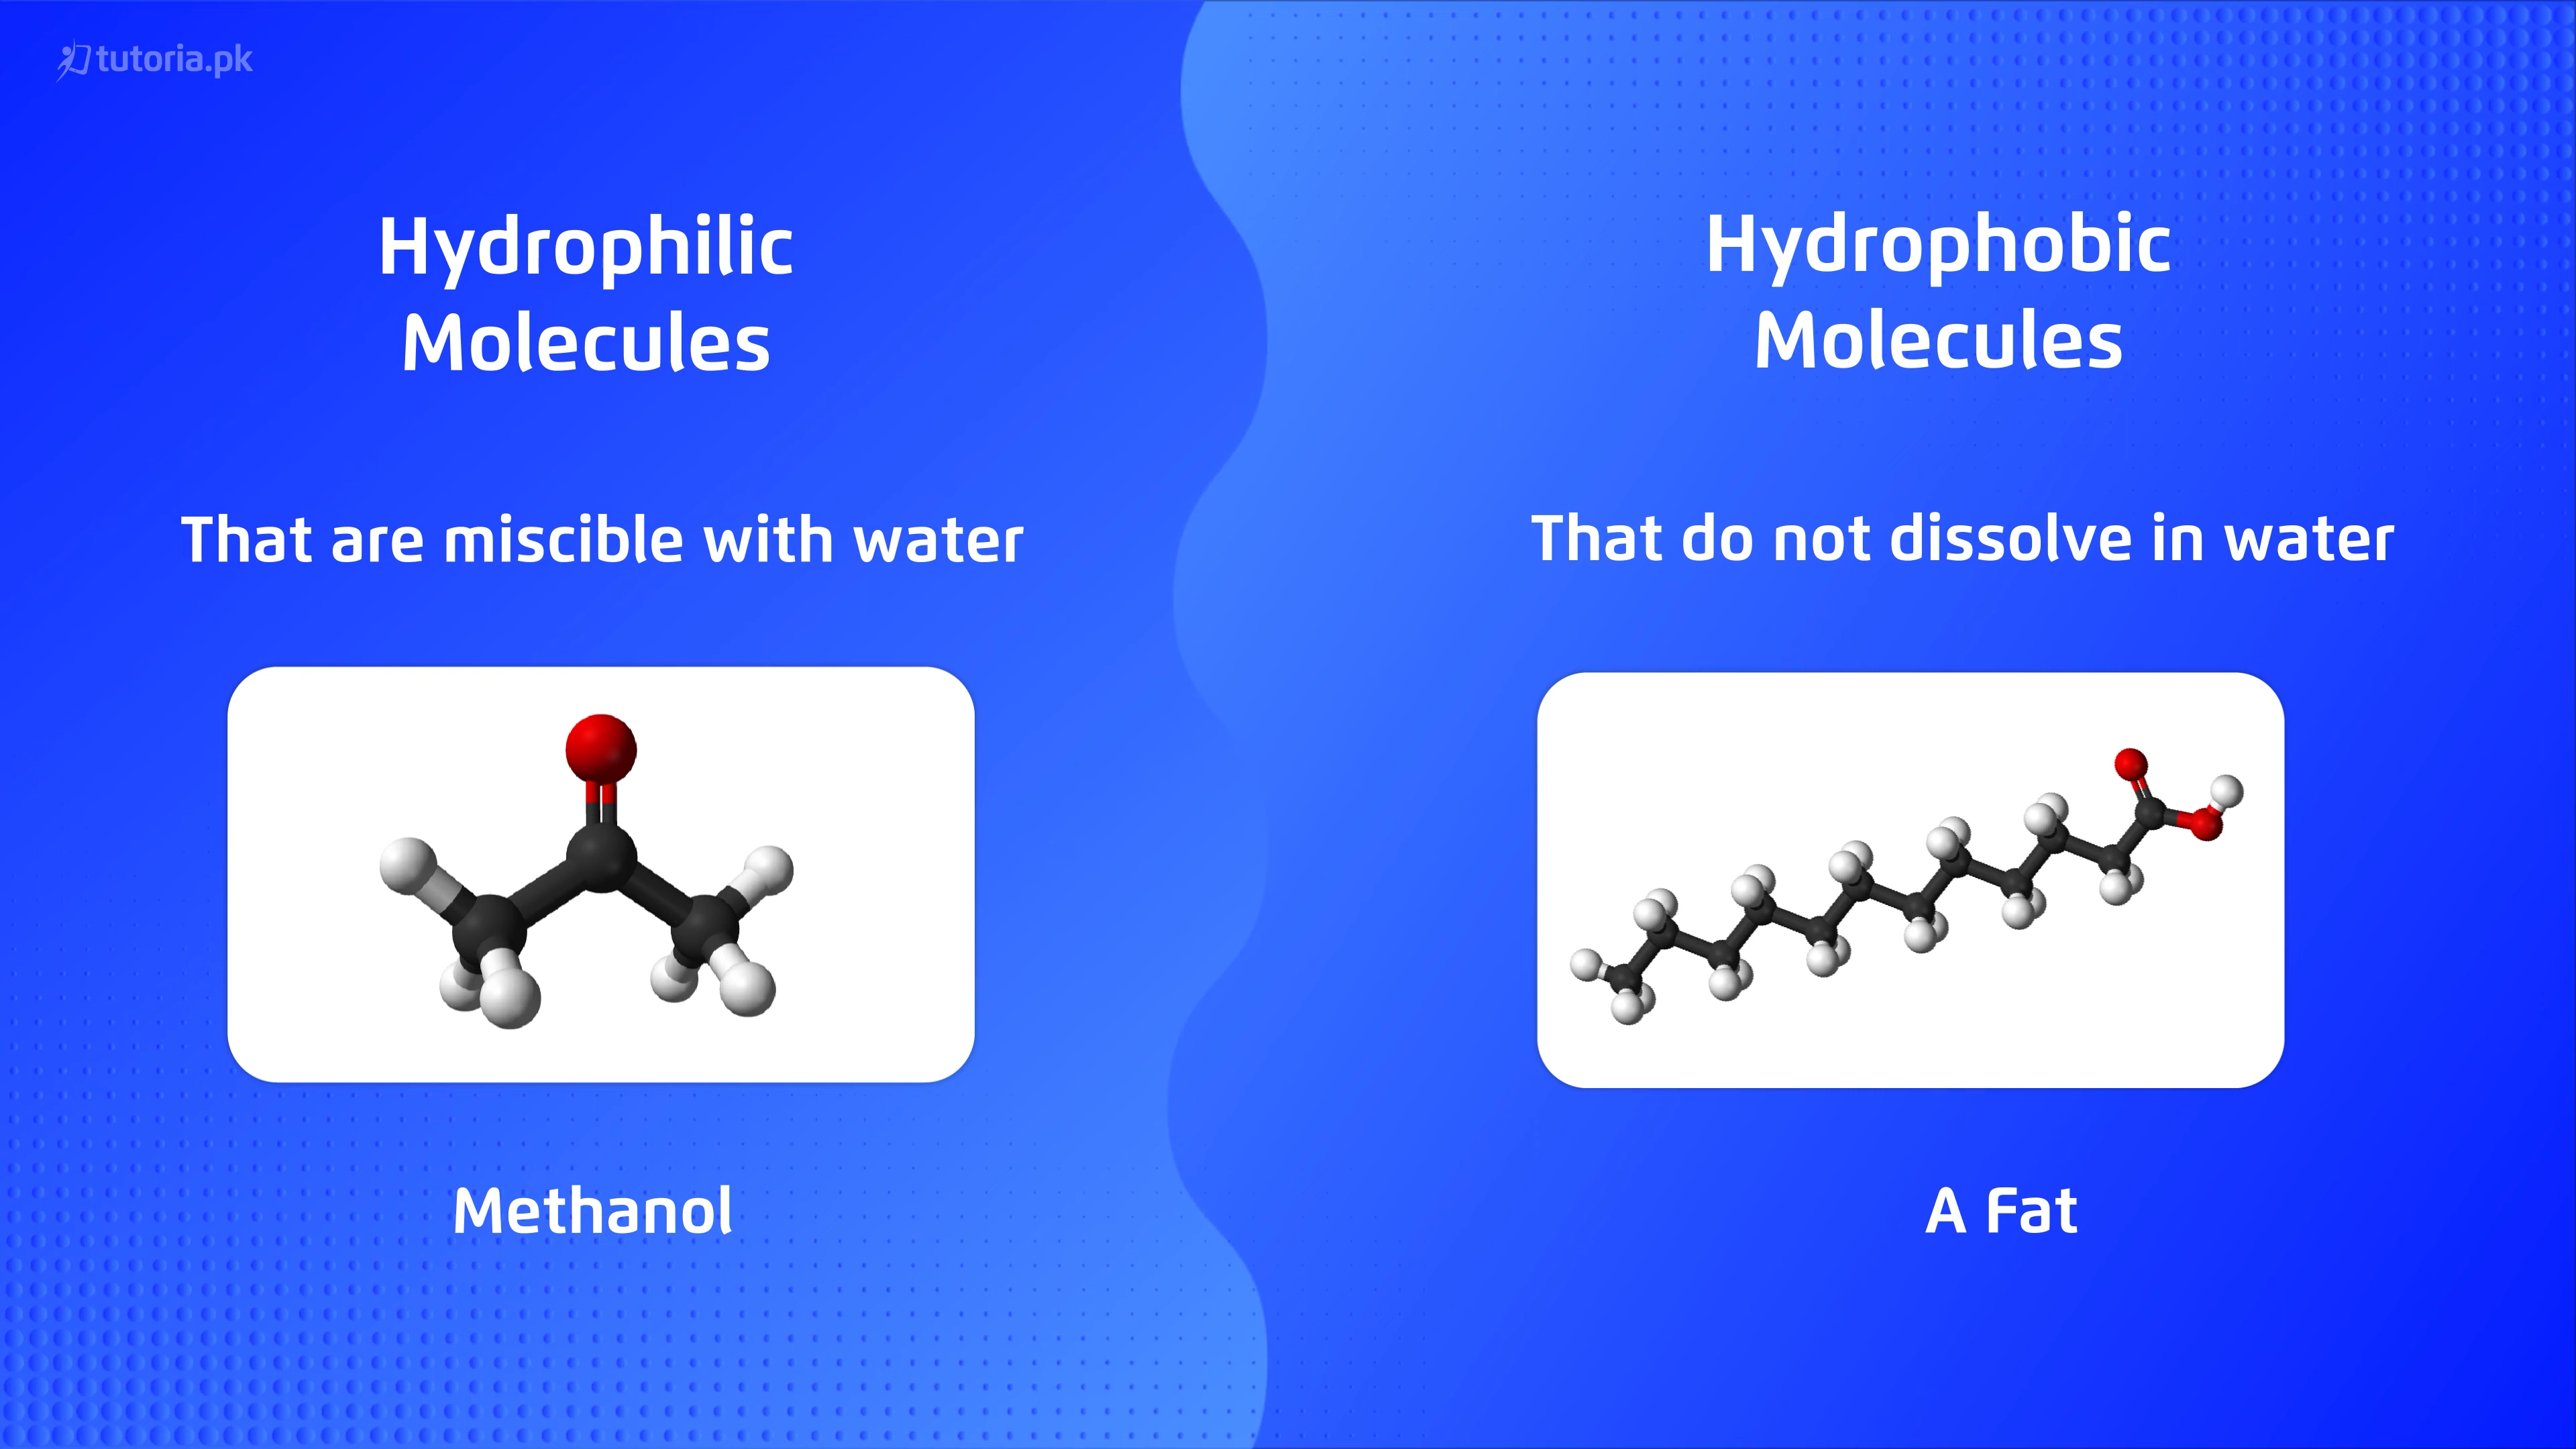 tutoria.pk
Hydrophilic
Molecules
That are miscible with water
Methanol
Hydrophobic
Molecules
That do not dissolve in water
A Fat